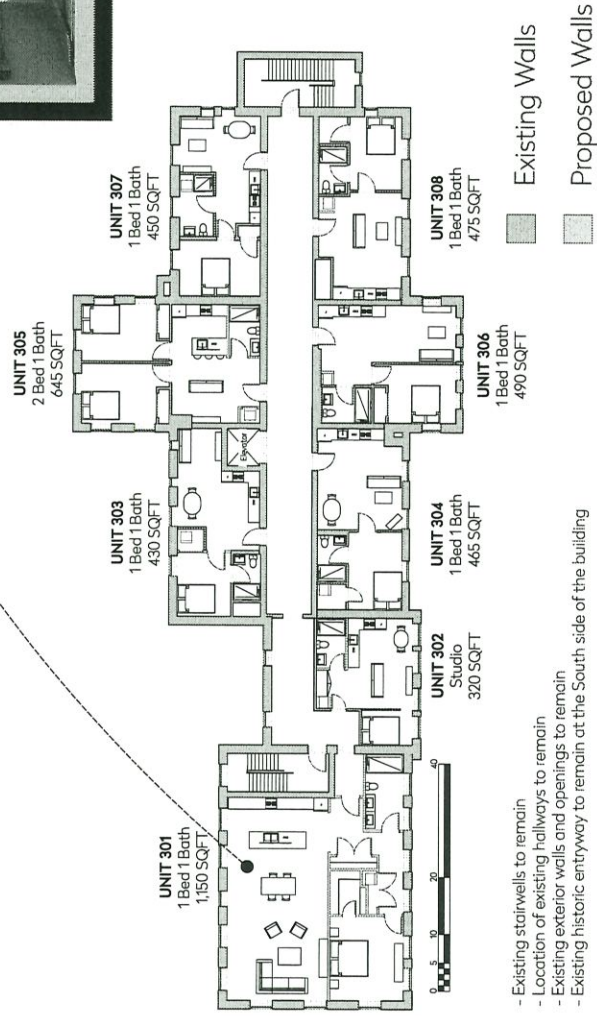 UNIT 301
1 Bed 1 Bath
1,150 SQFT
UNIT 303
1 Bed 1 Bath
430 SQFT
UNIT 305
2 Bed 1 Bath
645 SQFT
UNIT 307
1 Bed 1 Bath
450 SQFT
Elevator
UNIT 302
Studio
320 SQFT
UNIT 304
1 Bed 1 Bath
465 SQFT
UNIT 306
1 Bed 1 Bath
490 SQFT
UNIT 308
1 Bed 1 Bath
475 SQFT
0 5 10 20 40
- Existing stairwells to remain
- Location of existing hallways to remain
- Existing exterior walls and openings to remain
- Existing historic entryway to remain at the South side of the building
Existing Walls
Proposed Walls